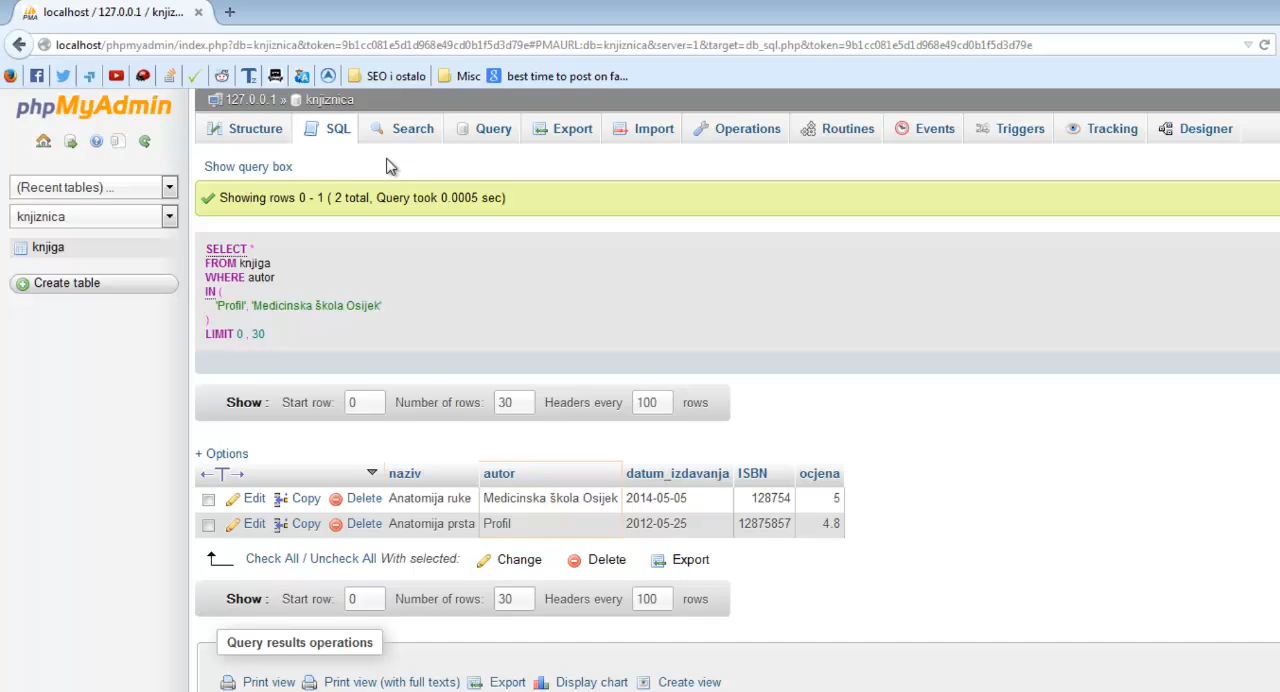 localhost / 127.0.0.1 / knjiz...
localhost/phpmyadmin/index.php?db=knjiznica&token=9b1cc081e5d1d968e49cd0b1f5d3d79e#PMAURL:db=knjiznica&server=1&target=db_sql.php&token=9b1cc081e5d1d968e49cd0b1f5d3d79e
SEO i ostalo Misc best time to post on fa...
phpMyAdmin
127.0.0.1 » knjiznica
Structure SQL Search Query Export Import Operations Routines Events Triggers Tracking Designer
(Recent tables) ...
knjiznica
knjiga
Create table
Show query box
Showing rows 0 - 1 ( 2 total, Query took 0.0005 sec)
SELECT *
FROM knjiga
WHERE autor
IN (
'Profil', 'Medicinska škola Osijek'
)
LIMIT 0 , 30
Show : Start row: 0 Number of rows: 30 Headers every 100 rows
+ Options
←T→ naziv autor datum_izdavanja ISBN ocjena
Edit Copy Delete Anatomija ruke Medicinska škola Osijek 2014-05-05 128754 5
Edit Copy Delete Anatomija prsta Profil 2012-05-25 12875857 4.8
Check All / Uncheck All With selected: Change Delete Export
Show : Start row: 0 Number of rows: 30 Headers every 100 rows
Query results operations
Print view Print view (with full texts) Export Display chart Create view